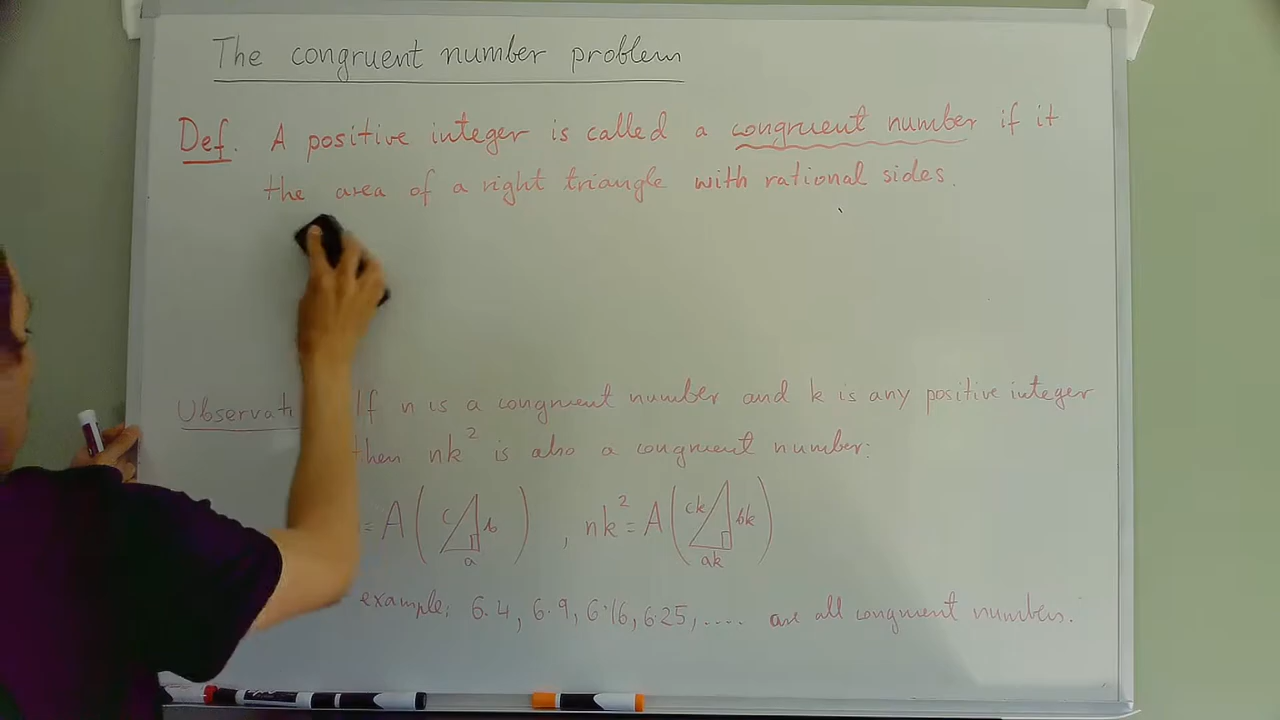 The congruent number problem
Def. A positive integer is called a congruent number if it
the area of a right triangle with rational sides.
Observati If n is a congruent number and k is any positive integer
then nk² is also a congruent number:
= A( c b a ), nk² = A( ck bk ak )
example: 6·4, 6·9, 6·16, 6·25, .... are all congruent numbers.